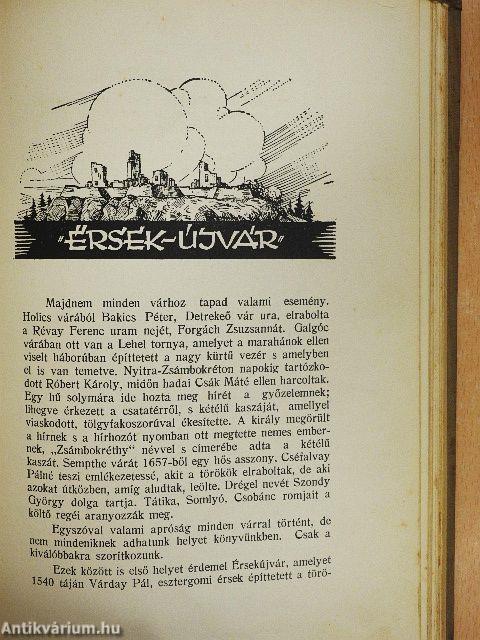 "ÉRSEK-ÚJVÁR"
Majdnem minden várhoz tapad valami esemény.
Holics várából Bakics Péter, Detrekeő vár ura, elrabolta
a Révay Ferenc uram nejét, Forgách Zsuzsannát. Galgóc
várában ott van a Lehel tornya, amelyet a marahánok ellen
viselt háborúban épittetett a nagy kürtű vezér s amelyben
el is van temetve. Nyitra-Zsámbokréton napokig tartózko-
dott Róbert Károly, midőn hadai Csák Máté ellen harcoltak.
Egy hű solymára ide hozta meg hírét a győzelemnek;
lihegve érkezett a csatatérről, s kétélű kaszáját, amellyel
viaskodott, tölgyfakoszorúval ékesítette. A király megörült
a hírnek s a hírhozót nyomban ott megtette nemes ember-
nek, „Zsámbokréthy" névvel s cimerébe adta a kétélű
kaszát. Sempthe várát 1657-ből egy hős asszony. Cséfalvay
Pálné teszi emlékezetessé, akit a törökök elraboltak, de aki
azokat útközben, amíg aludtak, leölte. Drégel nevét Szondy
György dolga tartja. Tátika, Somlyó. Csobánc romjait a
költő regéi aranyozzák meg.
Egyszóval valami apróság minden várral történt, de
nem mindeniknek adhatunk helyet könyvünkben. Csak a
kiválóbbakra szorítkozunk.
Ezek között is első helyet érdemel Érsekújvár, amelyet
1540 táján Várday Pál, esztergomi érsek építtetett a törö-
Antikvárium.hu